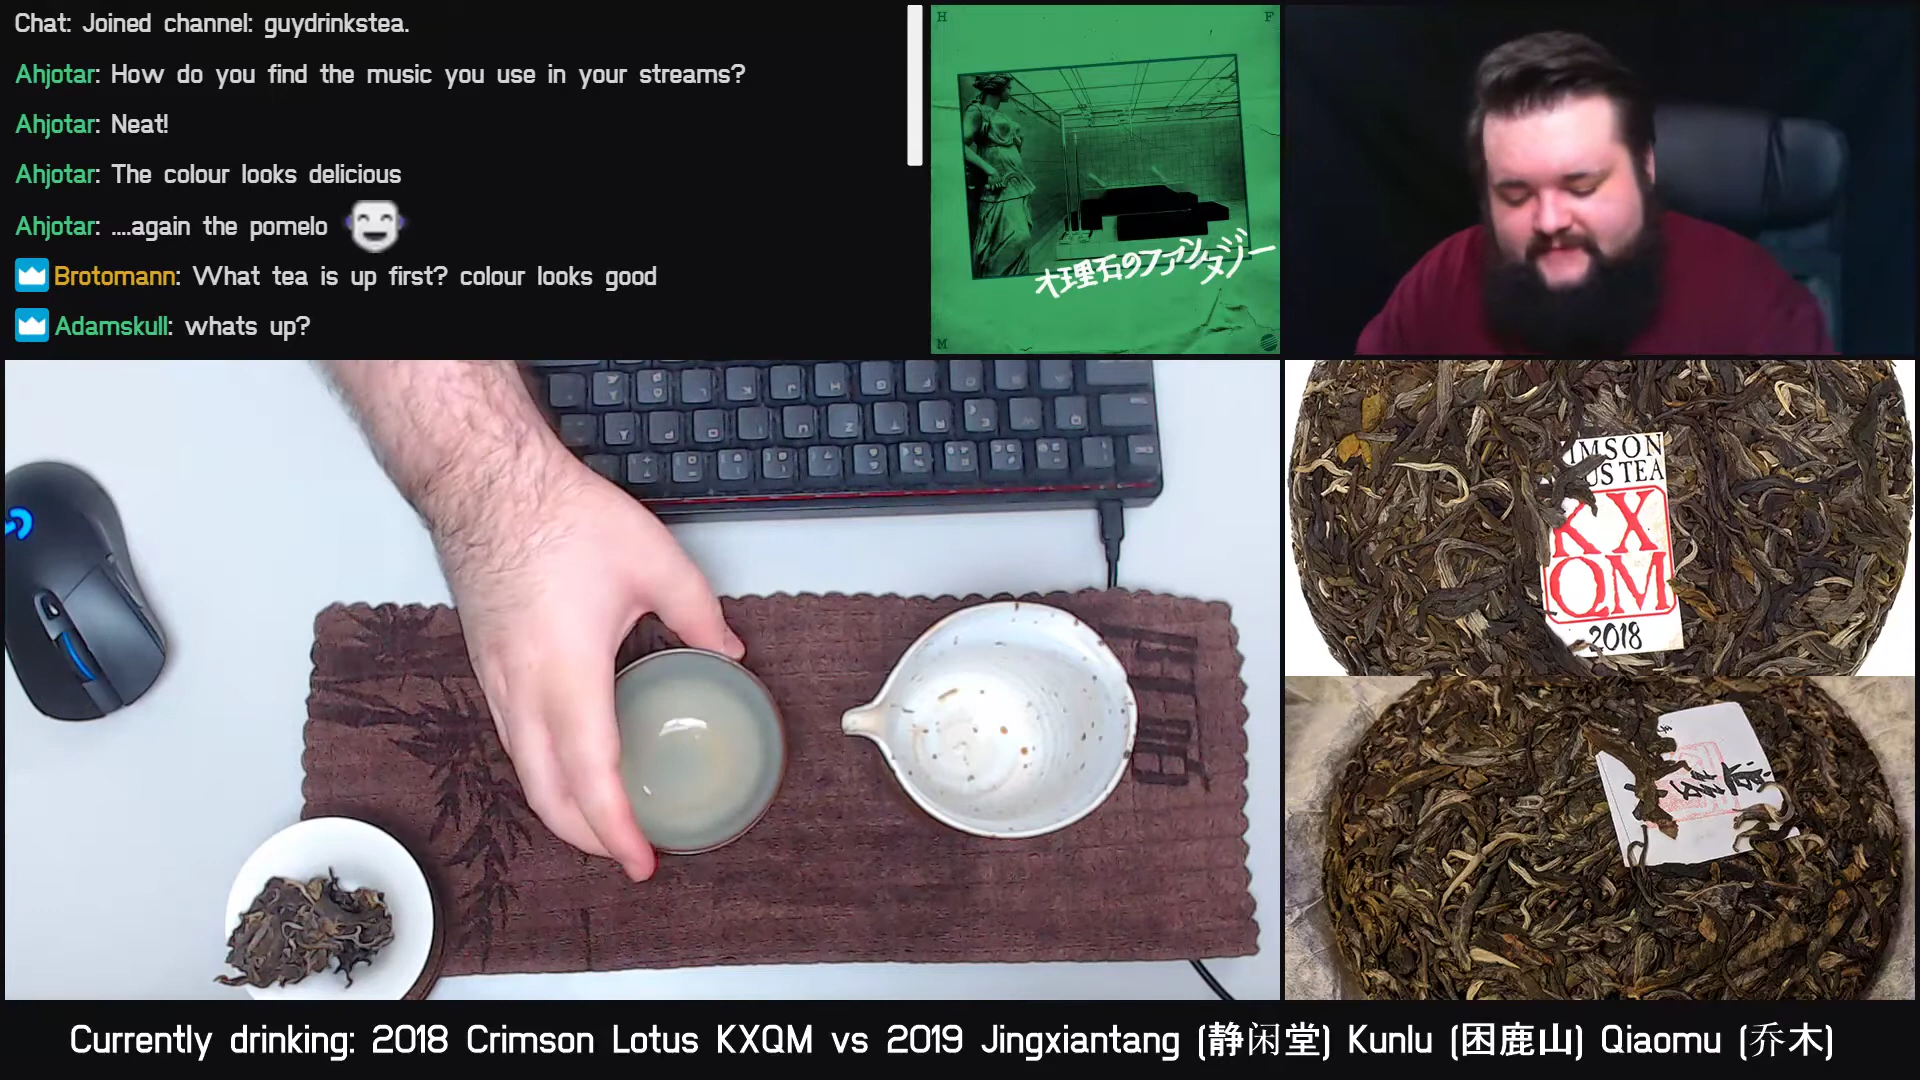 Chat: Joined channel: guydrinkstea.
Ahjotar: How do you find the music you use in your streams?
Ahjotar: Neat!
Ahjotar: The colour looks delicious
Ahjotar: ....again the pomelo
Brotomann: What tea is up first? colour looks good
Adamskull: whats up?
H F
大理石のファンタジー
M
IMSON
US TEA
KX
QM
2018
Currently drinking: 2018 Crimson Lotus KXQM vs 2019 Jingxiantang (静闲堂) Kunlu (困鹿山) Qiaomu (乔木)